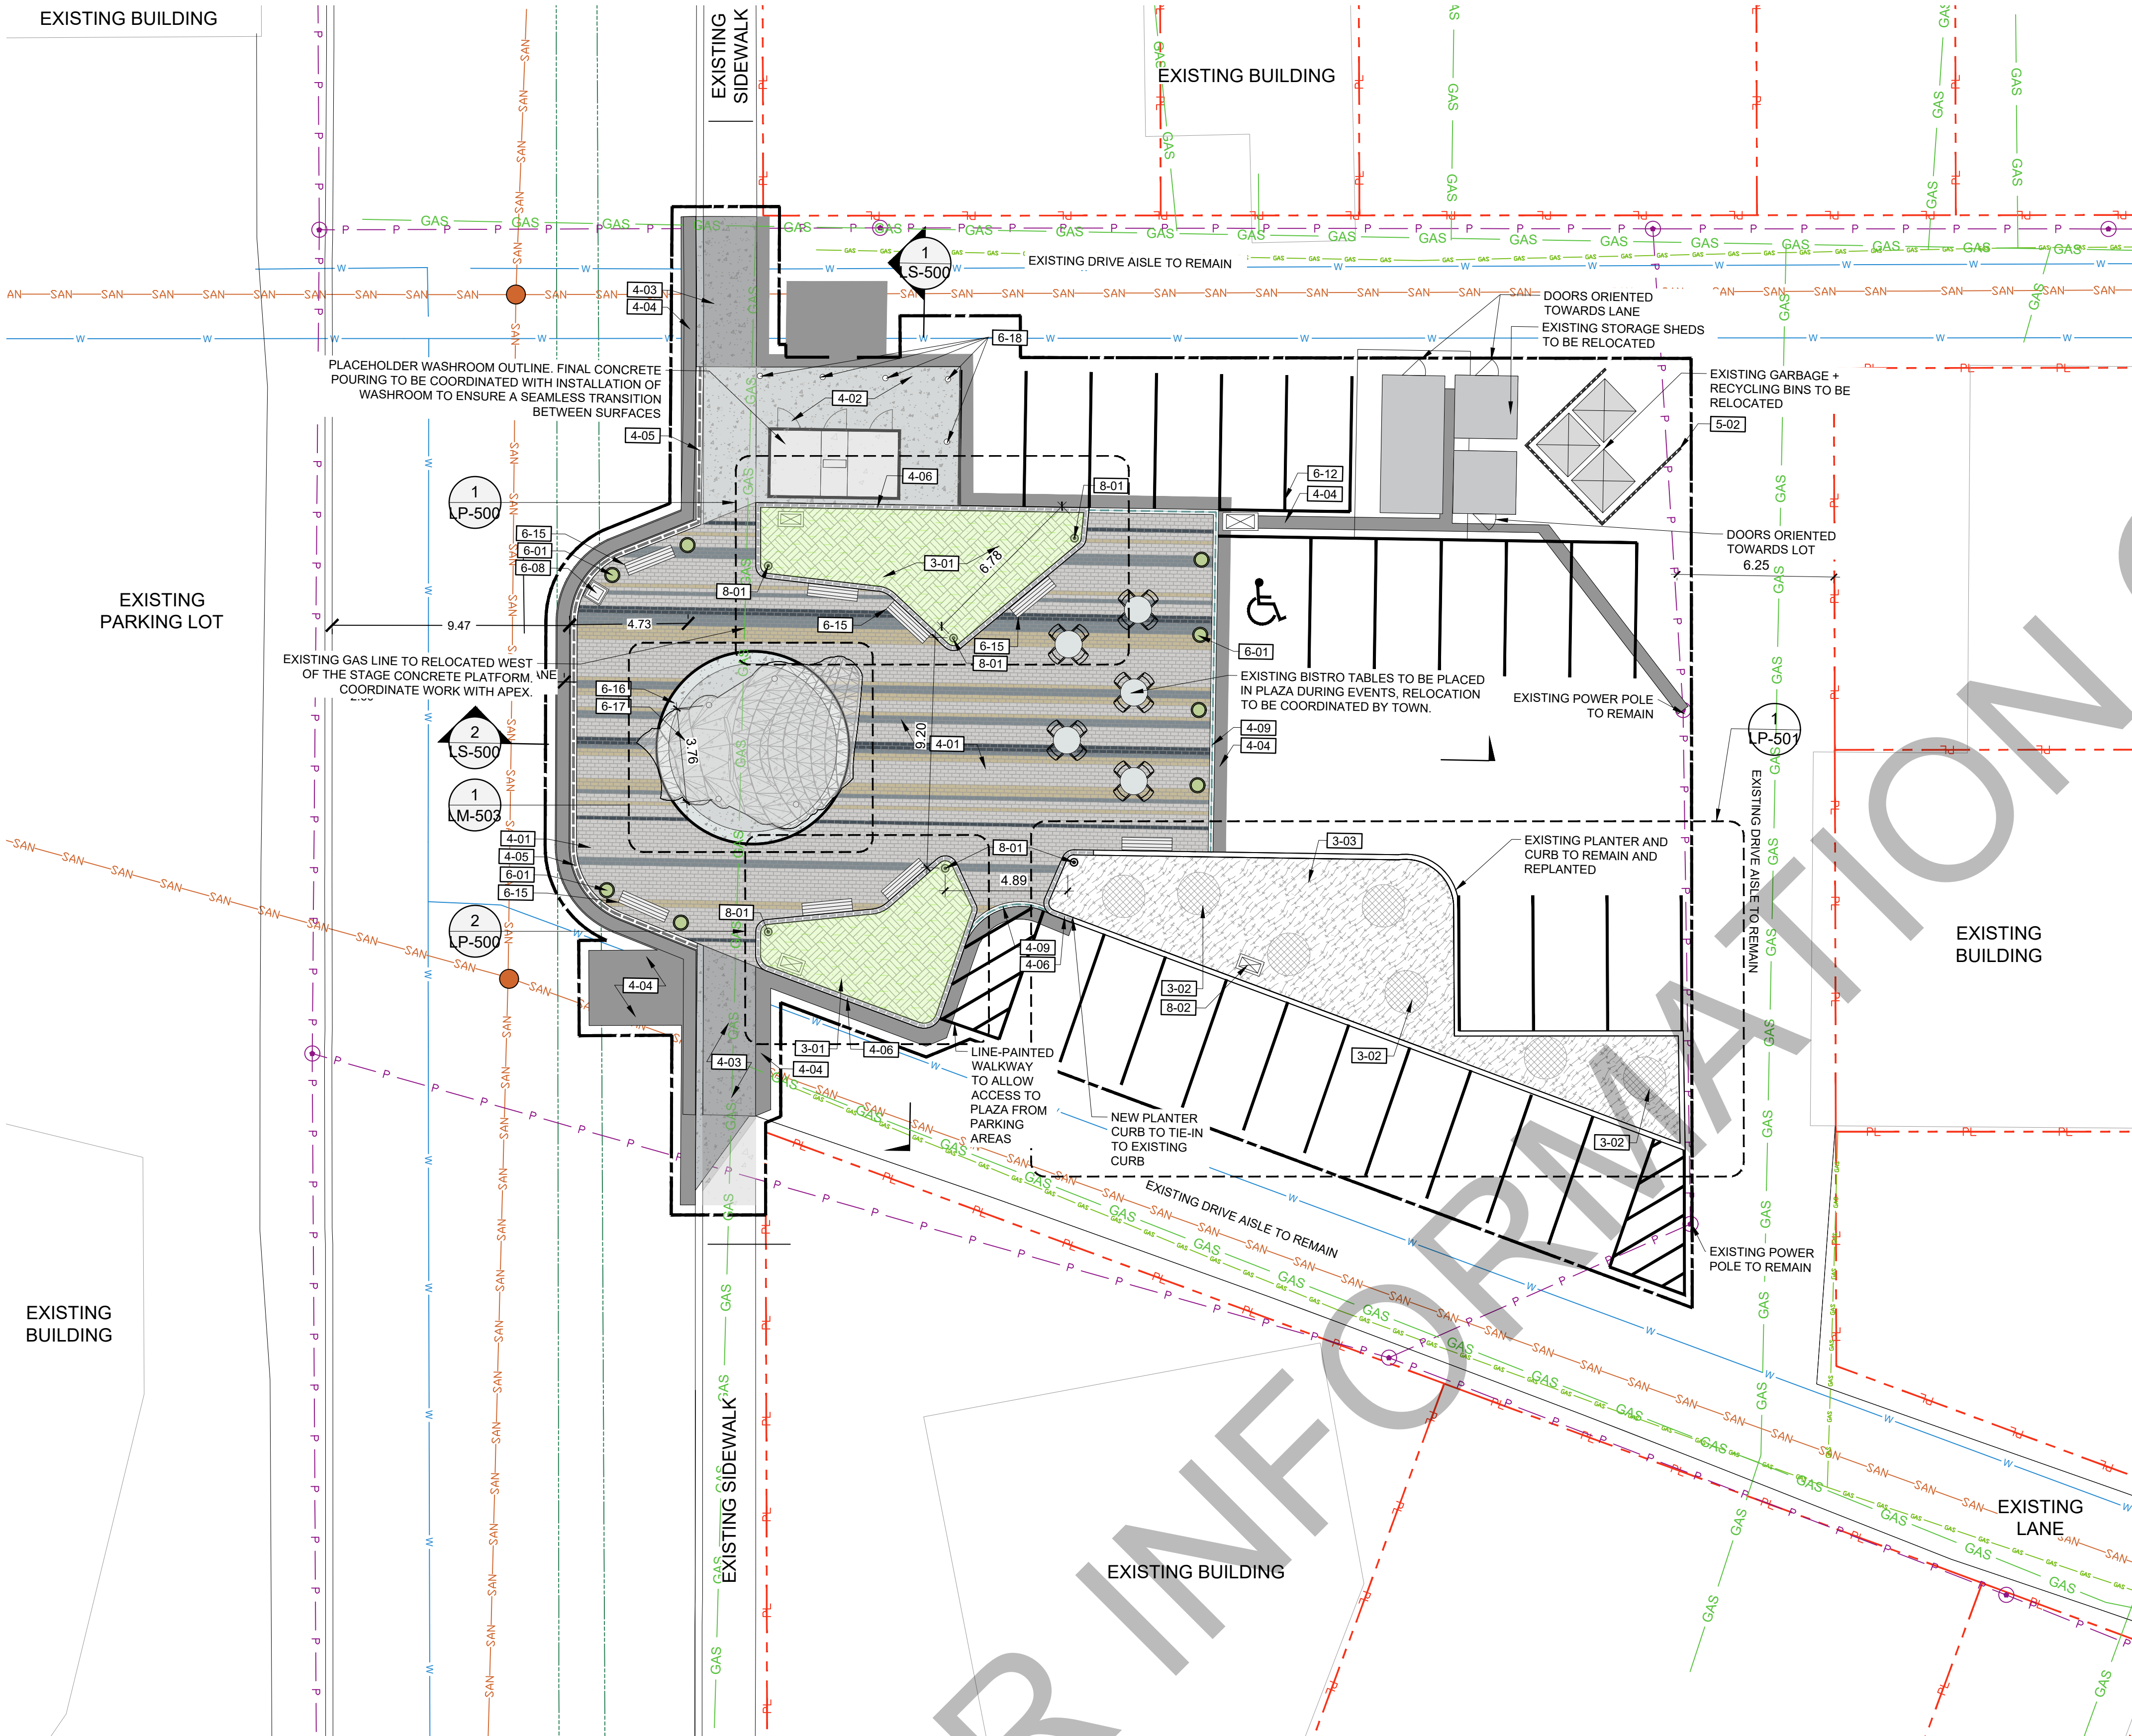 EXISTING BUILDING
EXISTING
SIDEWALK
EXISTING BUILDING
1
LS-500
EXISTING DRIVE AISLE TO REMAIN
4-03
4-04
6-18
DOORS ORIENTED
TOWARDS LANE
EXISTING STORAGE SHEDS
TO BE RELOCATED
PLACEHOLDER WASHROOM OUTLINE. FINAL CONCRETE
POURING TO BE COORDINATED WITH INSTALLATION OF
WASHROOM TO ENSURE A SEAMLESS TRANSITION
BETWEEN SURFACES
4-02
EXISTING GARBAGE +
RECYCLING BINS TO BE
RELOCATED
5-02
4-05
4-06
8-01
6-12
4-04
1
LP-500
6-15
6-01
6-08
3-01
6.78
DOORS ORIENTED
TOWARDS LOT
6.25
8-01
EXISTING
PARKING LOT
9.47
4.73
6-15
6-15
8-01
6-01
EXISTING GAS LINE TO RELOCATED WEST
OF THE STAGE CONCRETE PLATFORM.
COORDINATE WORK WITH APEX.
6-16
6-17
3.76
9.20
4-01
EXISTING BISTRO TABLES TO BE PLACED
IN PLAZA DURING EVENTS, RELOCATION
TO BE COORDINATED BY TOWN.
EXISTING POWER POLE
TO REMAIN
4-09
4-04
2
LS-500
1
LP-501
1
LM-503
EXISTING DRIVE AISLE TO REMAIN
4-01
4-05
6-01
6-15
8-01
4.89
3-03
EXISTING PLANTER AND
CURB TO REMAIN AND
REPLANTED
8-01
2
LP-500
4-09
4-06
EXISTING
BUILDING
4-04
3-02
8-02
4-03
3-01
4-06
4-04
3-02
LINE-PAINTED
WALKWAY
TO ALLOW
ACCESS TO
PLAZA FROM
PARKING
AREAS
NEW PLANTER
CURB TO TIE-IN
TO EXISTING
CURB
3-02
EXISTING DRIVE AISLE TO REMAIN
EXISTING POWER
POLE TO REMAIN
EXISTING
BUILDING
EXISTING SIDEWALK
EXISTING
LANE
EXISTING BUILDING
R INFORMATION
SAN
GAS
PL
P
W